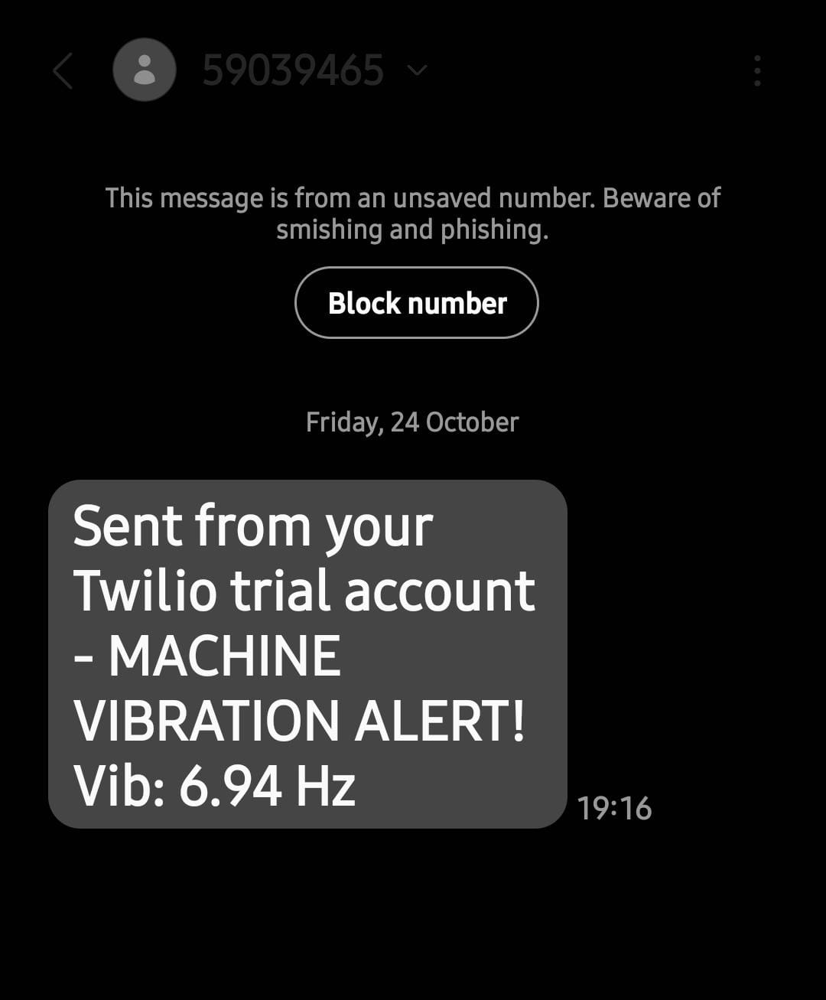 59039465
This message is from an unsaved number. Beware of
smishing and phishing.
Block number
Friday, 24 October
Sent from your
Twilio trial account
- MACHINE
VIBRATION ALERT!
Vib: 6.94 Hz
19:16